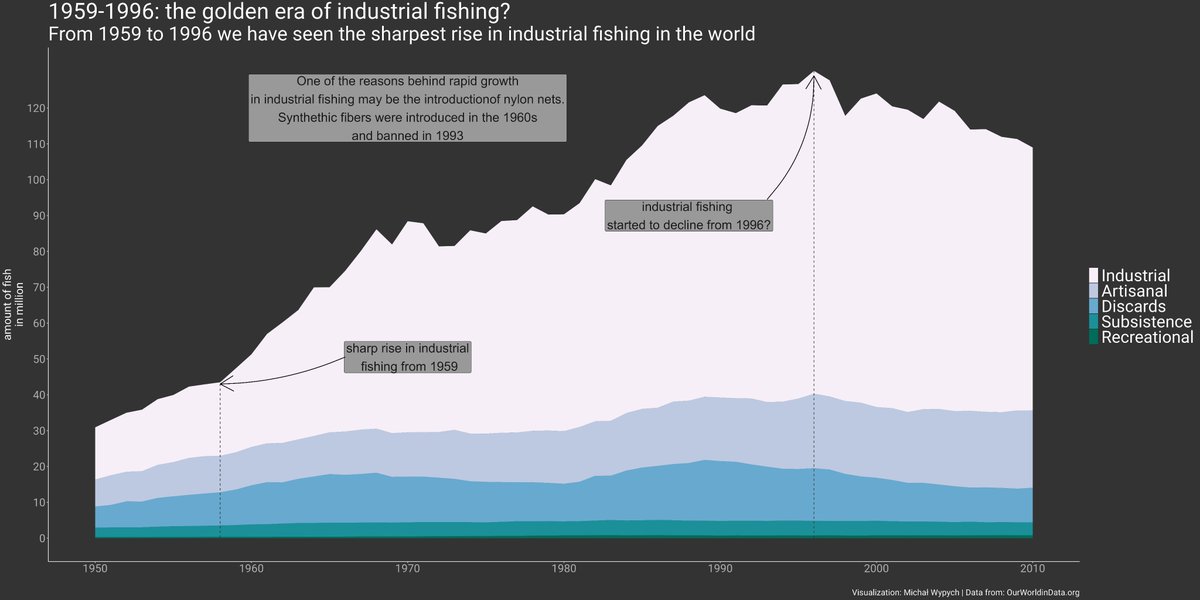 1959-1996: the golden era of industrial fishing?
From 1959 to 1996 we have seen the sharpest rise in industrial fishing in the world
One of the reasons behind rapid growth
in industrial fishing may be the introductionof nylon nets.
Synthethic fibers were introduced in the 1960s
and banned in 1993
industrial fishing
started to decline from 1996?
sharp rise in industrial
fishing from 1959
amount of fish
in million
120
110
100
90
80
70
60
50
40
30
20
10
0
1950
1960
1970
1980
1990
2000
2010
Industrial
Artisanal
Discards
Subsistence
Recreational
Visualization: Michał Wypych | Data from: OurWorldinData.org